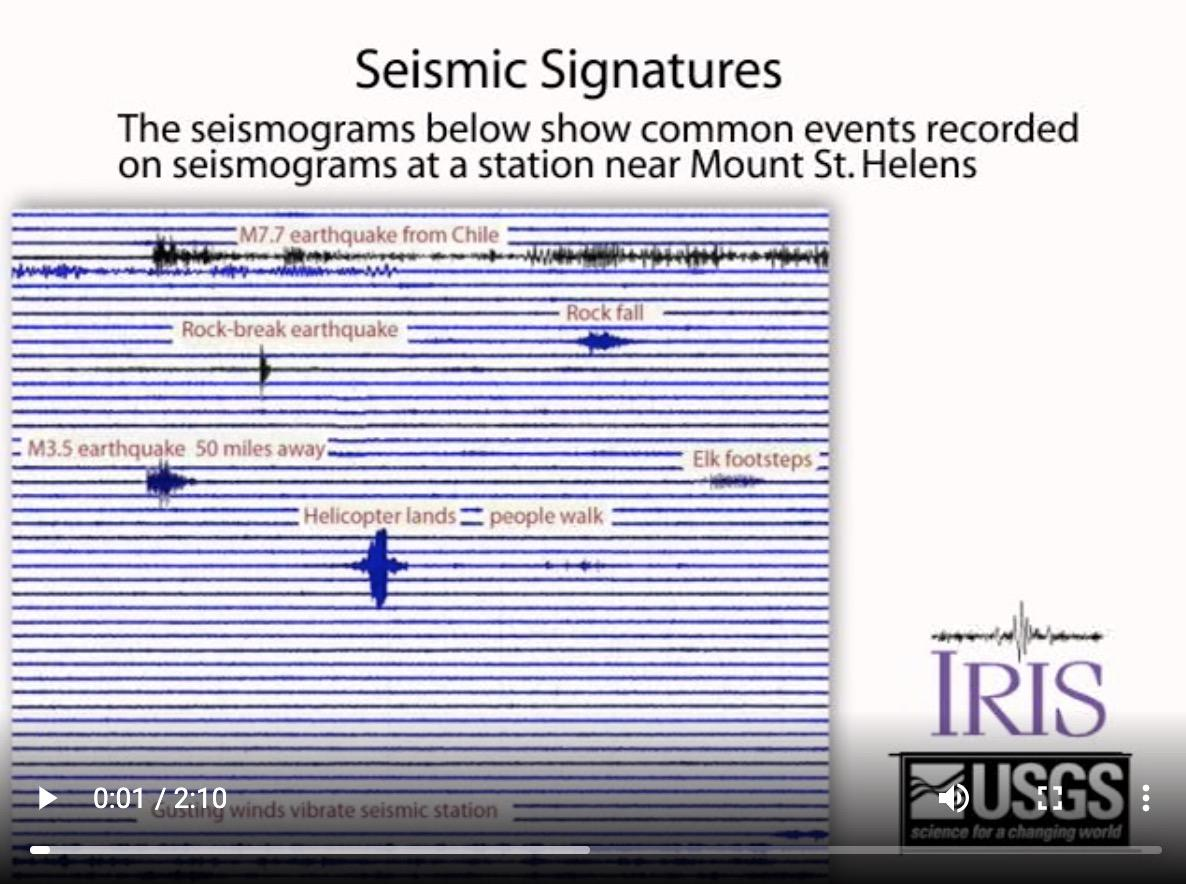 Seismic Signatures
The seismograms below show common events recorded
on seismograms at a station near Mount St. Helens
M7.7 earthquake from Chile
Rock fall
Rock-break earthquake
M3.5 earthquake 50 miles away
Elk footsteps
Helicopter lands
people walk
IRIS
USGS
science for a changing world
0:01 / 2:10
Gusting winds vibrate seismic station